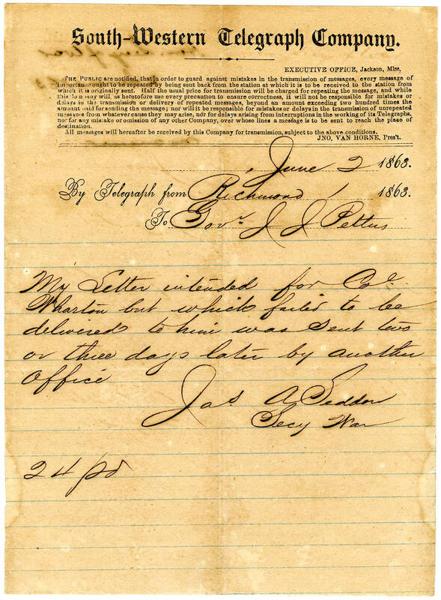 South-Western Telegraph Company.
EXECUTIVE OFFICE, Jackson, Miss.
THE PUBLIC are notified, that in order to guard against mistakes in the transmission of messages, every message of
importance ought to be repeated by being sent back from the station at which it is to be received to the station from
which it is originally sent. Half the usual price for transmission will be charged for repeating the message, and while
this Company will, as heretofore use every precaution to ensure correctness, it will not be responsible for mistakes or
delays in the transmission or delivery of repeated messages, beyond an amount exceeding two hundred times the
amount paid for sending the message; nor will it be responsible for mistakes or delays in the transmission of unrepeated
messages from whatever cause they may arise, nor for delays arising from interruptions in the working of its Telegraphs,
nor for any mistake or omission of any other Company, over whose lines a message is to be sent to reach the place of
destination.
All messages will hereafter be received by this Company for transmission, subject to the above conditions.
JNO. VAN HORNE, Pres't.
June 2 1863.
By Telegraph from Richmond 1 1863.
To Govr J J Pettus
My Letter intended for Col
Wharton but which failed to be
delivered to him was sent two
or three days later by another
Office
Jas A Seddon
Secy War
24 pd